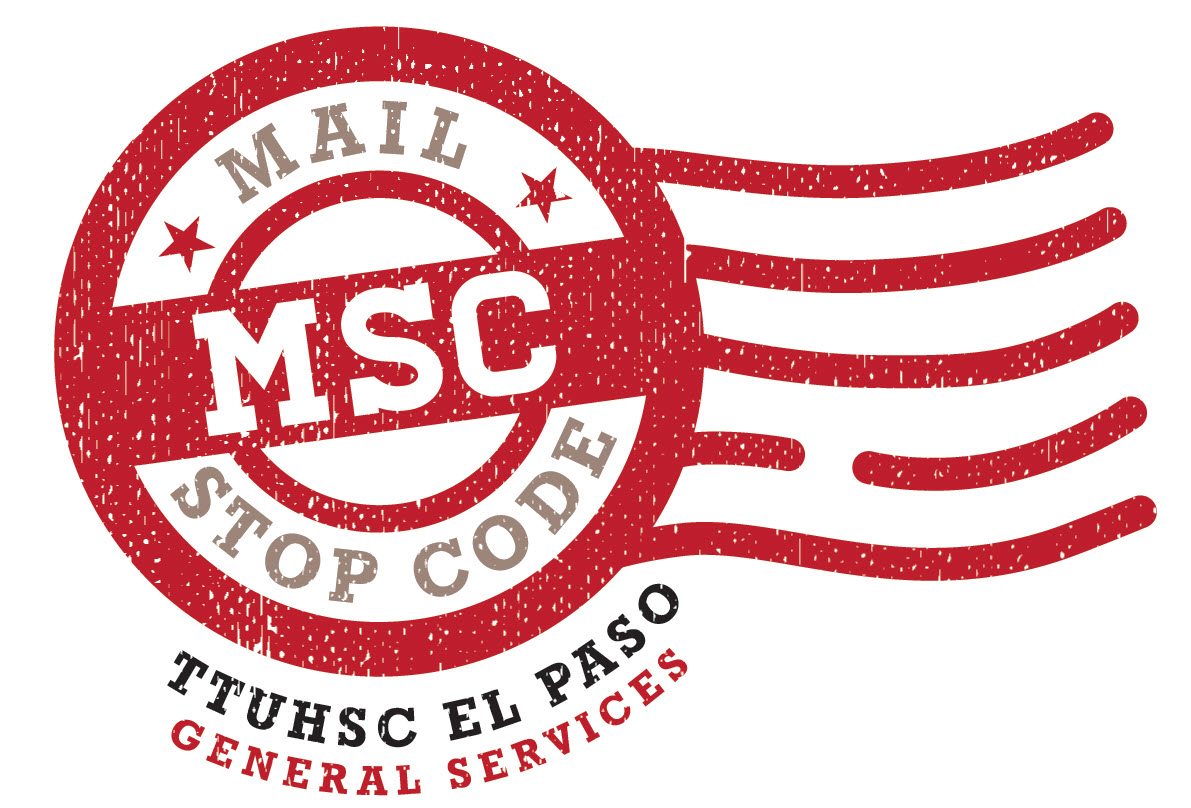 MAIL
MSC
STOP CODE
TTUHSC EL PASO
GENERAL SERVICES